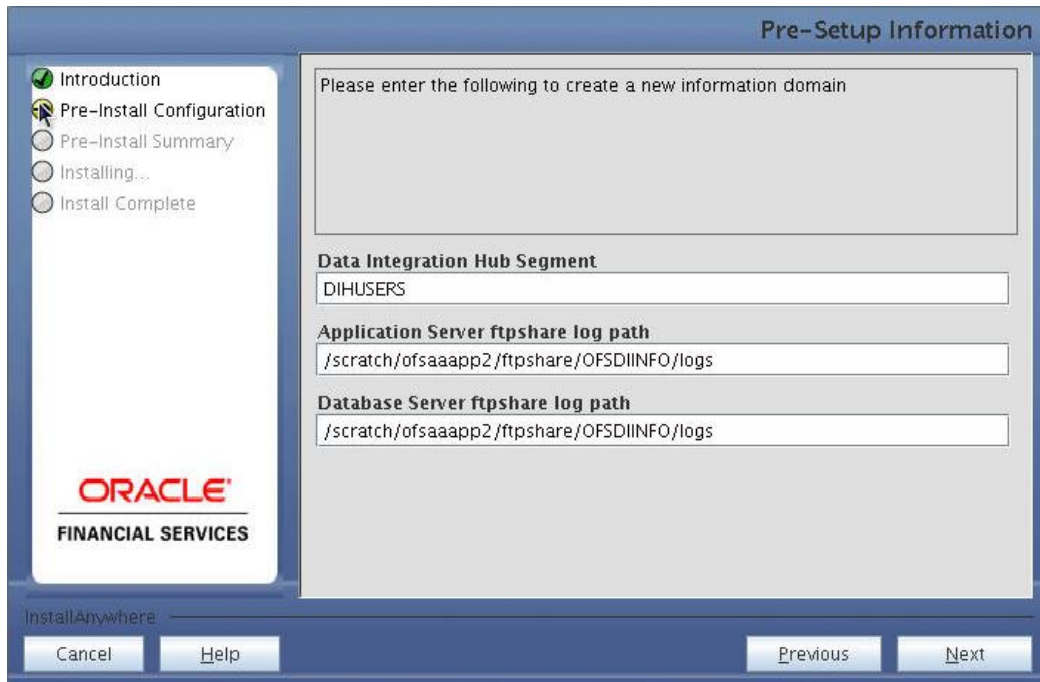 Pre-Setup Information
Introduction
Pre-Install Configuration
Pre-Install Summary
Installing...
Install Complete
ORACLE'
FINANCIAL SERVICES
Please enter the following to create a new information domain
Data Integration Hub Segment
DIHUSERS
Application Server ftpshare log path
/scratch/ofsaaapp2/ftpshare/OFSDIINFO/logs
Database Server ftpshare log path
/scratch/ofsaaapp2/ftpshare/OFSDIINFO/logs
InstallAnywhere
Cancel
Help
Previous
Next